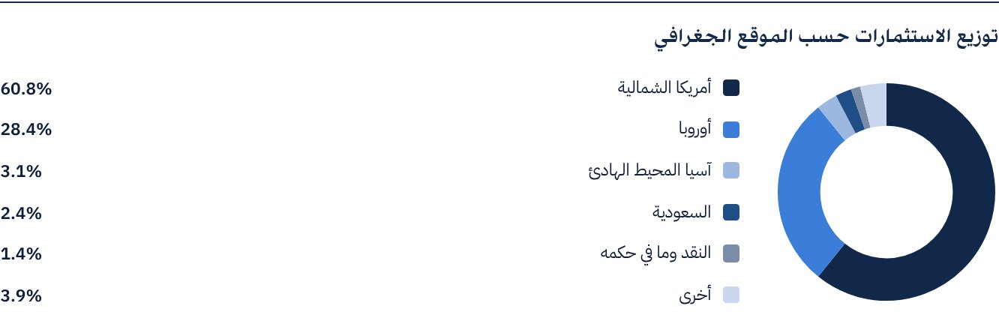 توزيع الاستثمارات حسب الموقع الجغرافي
أمريكا الشمالية 60.8%
أوروبا 28.4%
آسيا المحيط الهادئ 3.1%
السعودية 2.4%
النقد وما في حكمه 1.4%
أخرى 3.9%